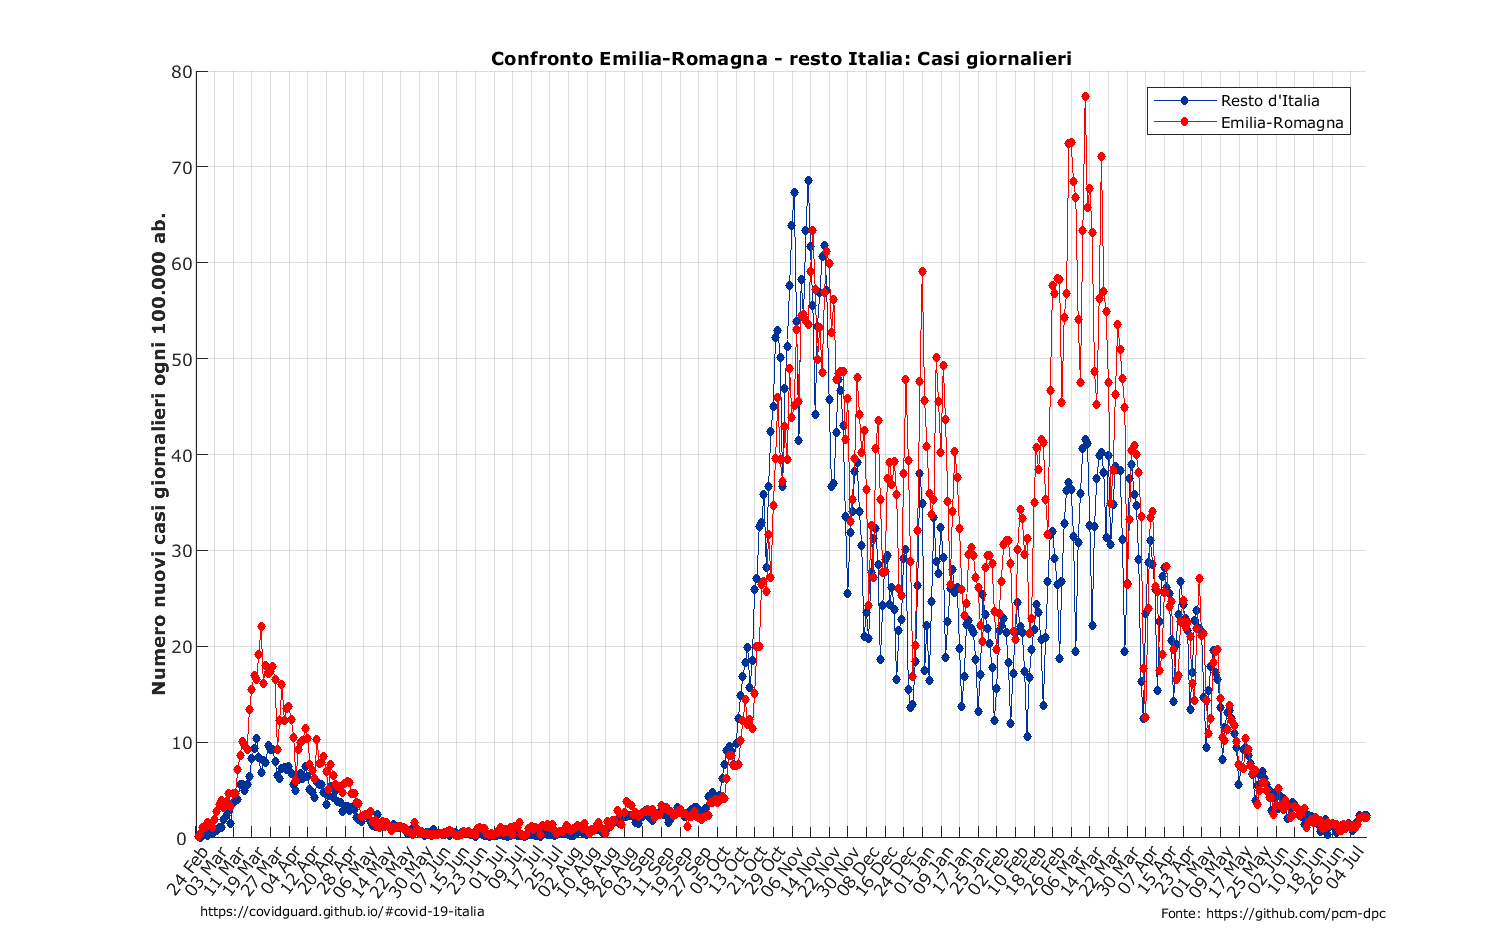 Confronto Emilia-Romagna - resto Italia: Casi giornalieri
Resto d'Italia
Emilia-Romagna
Numero nuovi casi giornalieri ogni 100.000 ab.
80
70
60
50
40
30
20
10
0
24 Feb
03 Mar
11 Mar
19 Mar
27 Mar
04 Apr
12 Apr
20 Apr
28 Apr
06 May
14 May
22 May
30 May
07 Jun
15 Jun
23 Jun
01 Jul
09 Jul
17 Jul
25 Jul
02 Aug
10 Aug
18 Aug
26 Aug
03 Sep
11 Sep
19 Sep
27 Sep
05 Oct
13 Oct
21 Oct
29 Oct
06 Nov
14 Nov
22 Nov
30 Nov
08 Dec
16 Dec
24 Dec
01 Jan
09 Jan
17 Jan
25 Jan
02 Feb
10 Feb
18 Feb
26 Feb
06 Mar
14 Mar
22 Mar
30 Mar
07 Apr
15 Apr
23 Apr
01 May
09 May
17 May
25 May
02 Jun
10 Jun
18 Jun
26 Jun
04 Jul
https://covidguard.github.io/#covid-19-italia
Fonte: https://github.com/pcm-dpc